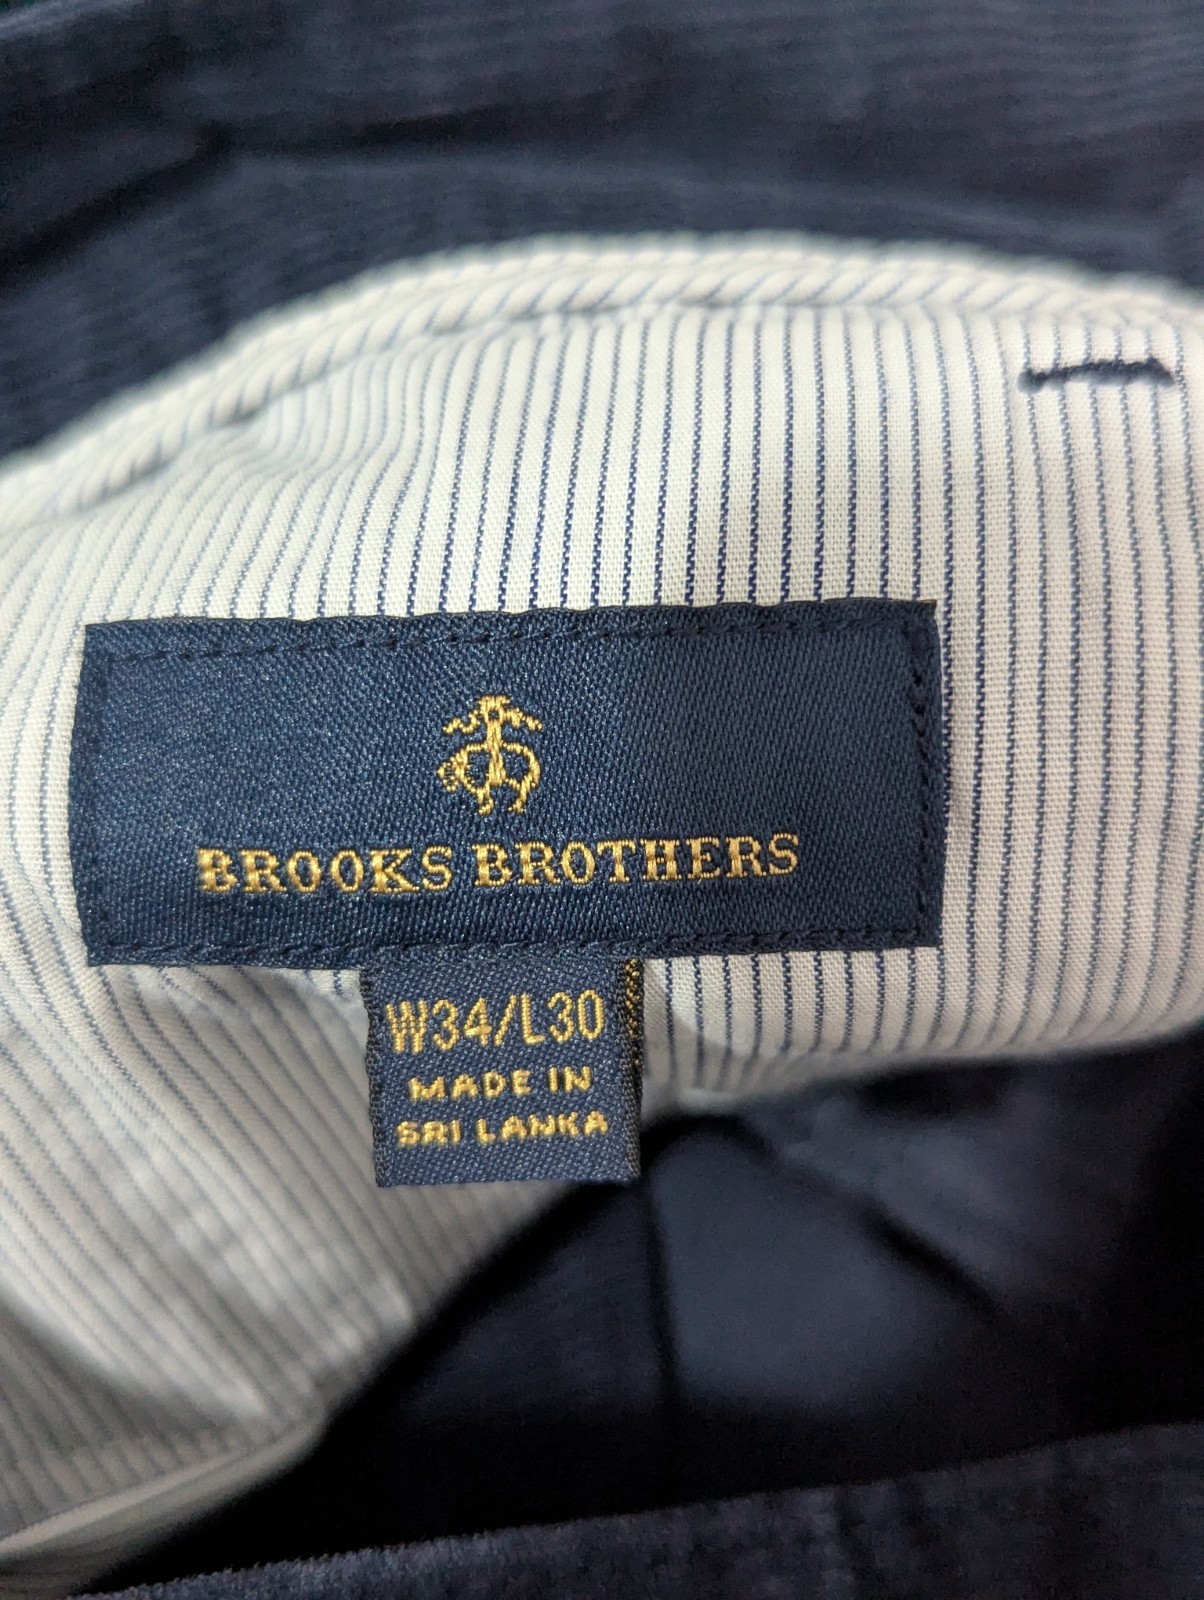 BROOKS BROTHERS
W34/L30
MADE IN
SRI LANKA